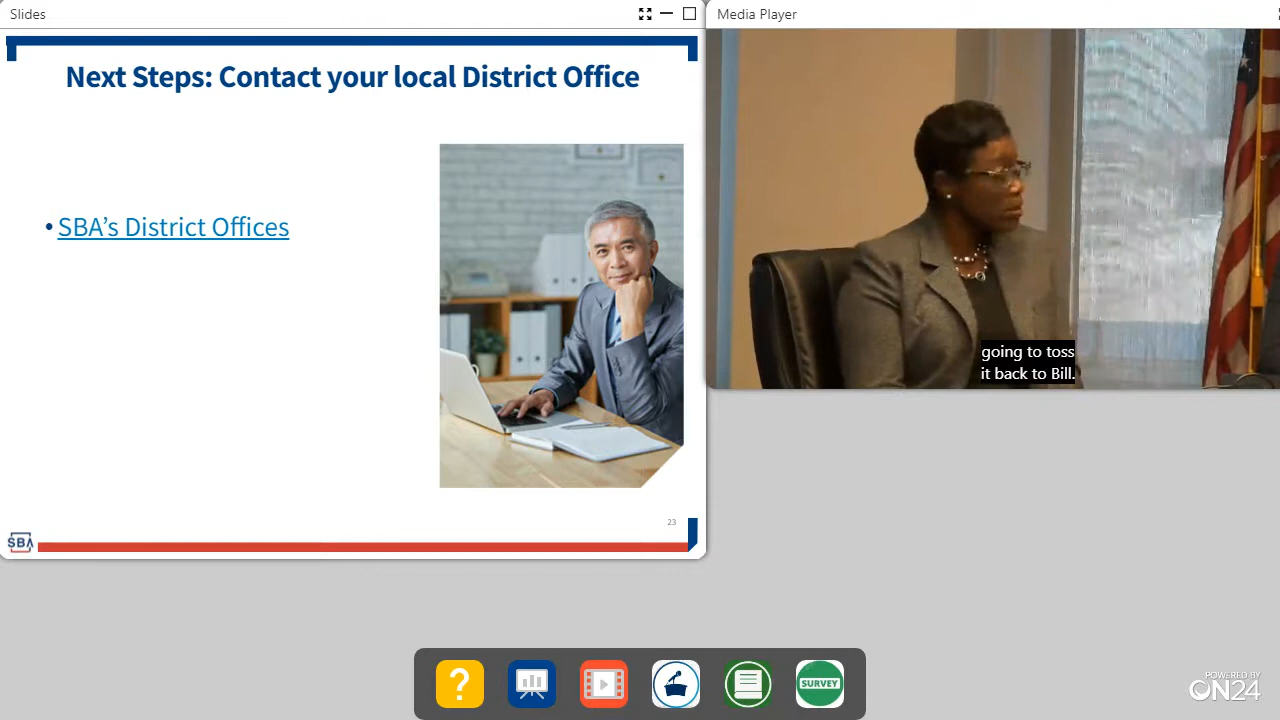 Slides
Media Player
Next Steps: Contact your local District Office
• SBA's District Offices
going to toss
it back to Bill.
23
SBA
?
SURVEY
POWERED BY
ON24